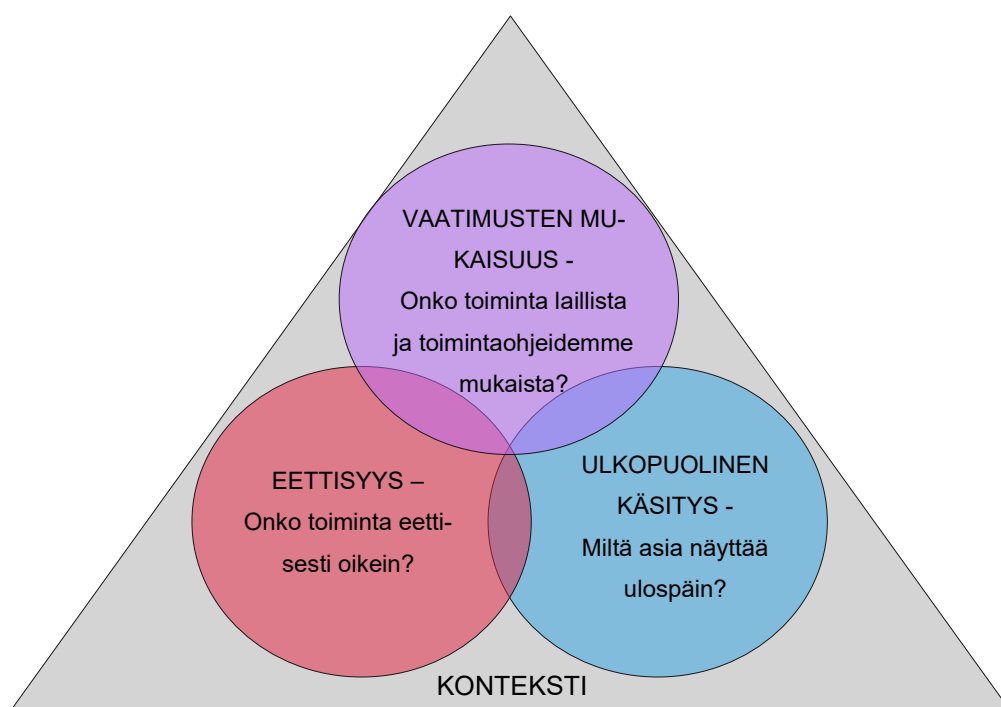 VAATIMUSTEN MU-
KAISUUS -
Onko toiminta laillista
ja toimintaohjeidemme
mukaista?
EETTISYYS –
Onko toiminta eetti-
sesti oikein?
ULKOPUOLINEN
KÄSITYS -
Miltä asia näyttää
ulospäin?
KONTEKSTI